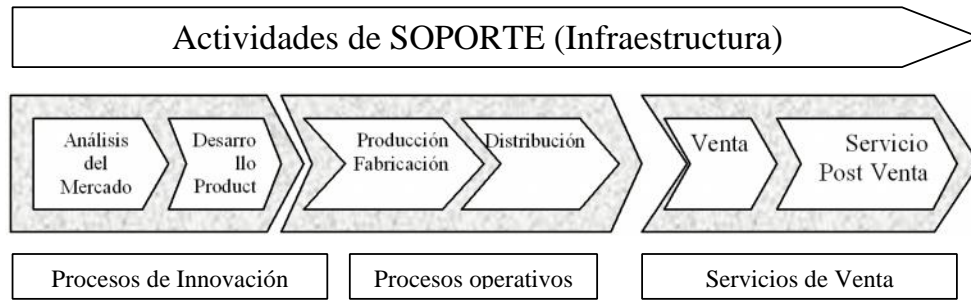 Actividades de SOPORTE (Infraestructura)
Análisis
del
Mercado
Desarro
llo
Product
Producción
Fabricación
Distribución
Venta
Servicio
Post Venta
Procesos de Innovación
Procesos operativos
Servicios de Venta